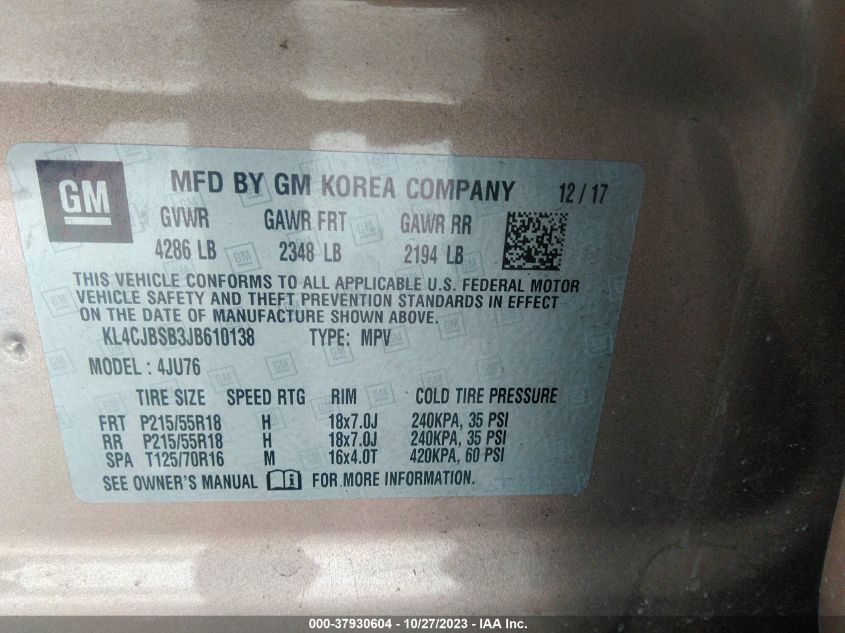 GM
MFD BY GM KOREA COMPANY 12/17
GVWR GAWR FRT GAWR RR
4286 LB 2348 LB 2194 LB
THIS VEHICLE CONFORMS TO ALL APPLICABLE U.S. FEDERAL MOTOR
VEHICLE SAFETY AND THEFT PREVENTION STANDARDS IN EFFECT
ON THE DATE OF MANUFACTURE SHOWN ABOVE.
KL4CJBSB3JB610138 TYPE: MPV
MODEL : 4JU76
TIRE SIZE SPEED RTG RIM COLD TIRE PRESSURE
FRT P215/55R18 H 18x7.0J 240KPA, 35 PSI
RR P215/55R18 H 18x7.0J 240KPA, 35 PSI
SPA T125/70R16 M 16x4.0T 420KPA, 60 PSI
SEE OWNER'S MANUAL FOR MORE INFORMATION.
000-37930604 | 10/27/2023 - © IAA Inc.